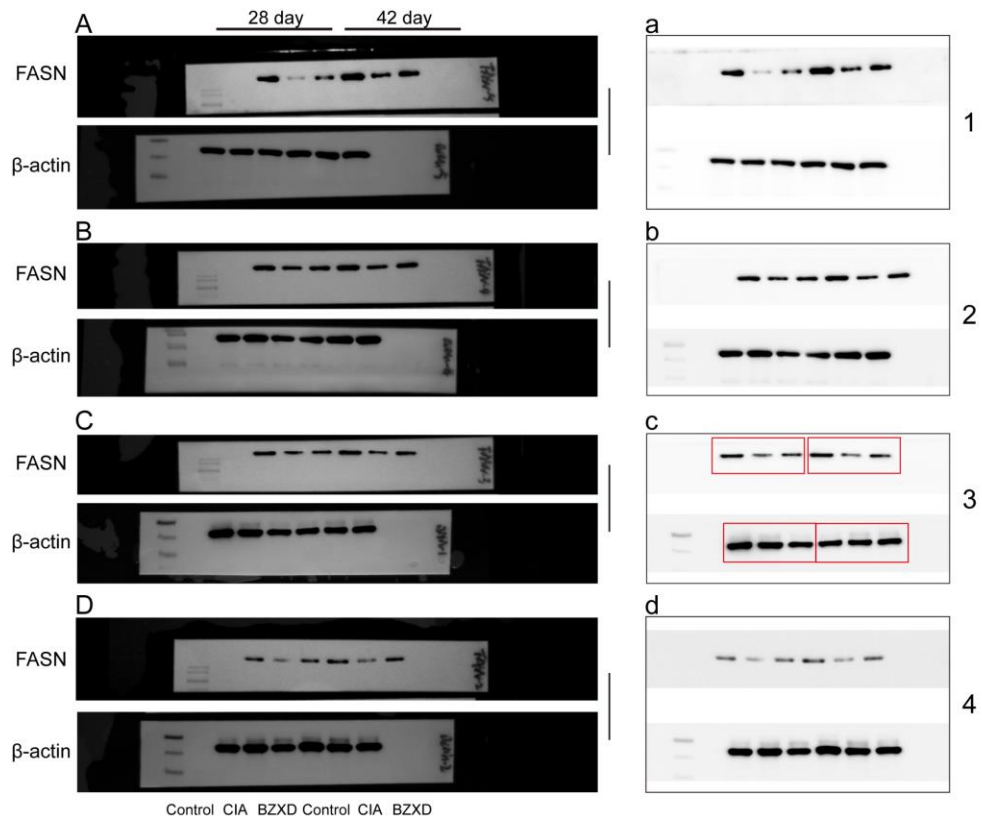 28 day 42 day
A a
FASN
1
β-actin
B b
FASN
2
β-actin
C c
FASN
3
β-actin
D d
FASN
4
β-actin
Control CIA BZXD Control CIA BZXD